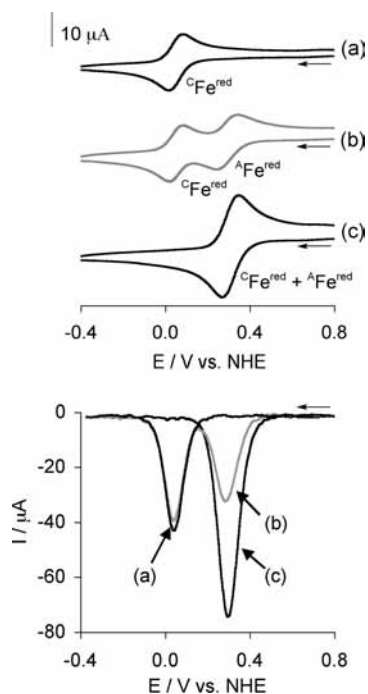 10 μA
(a)
ᶜFeʳᵉᵈ
(b)
ᴬFeʳᵉᵈ
ᶜFeʳᵉᵈ
(c)
ᶜFeʳᵉᵈ + ᴬFeʳᵉᵈ
-0.4 0.0 0.4 0.8
E / V vs. NHE
0
-20
-40
-60
-80
I / μA
(a)
(b)
(c)
-0.4 0.0 0.4 0.8
E / V vs. NHE